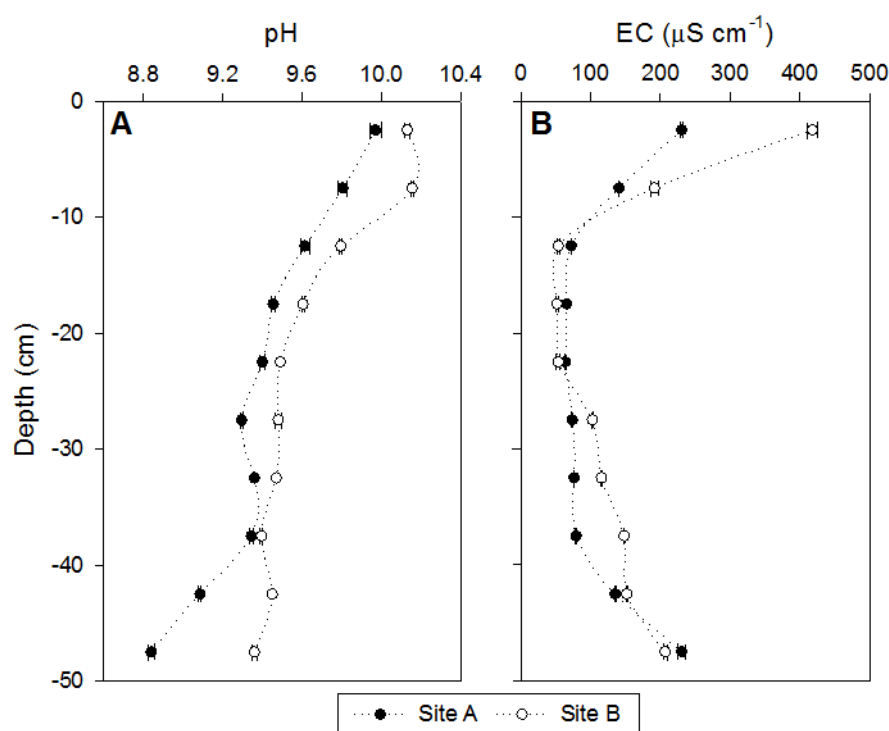 pH
EC (µS cm⁻¹)
8.8 9.2 9.6 10.0 10.4
0 100 200 300 400 500
A
B
0
-10
-20
-30
-40
-50
Depth (cm)
Site A Site B